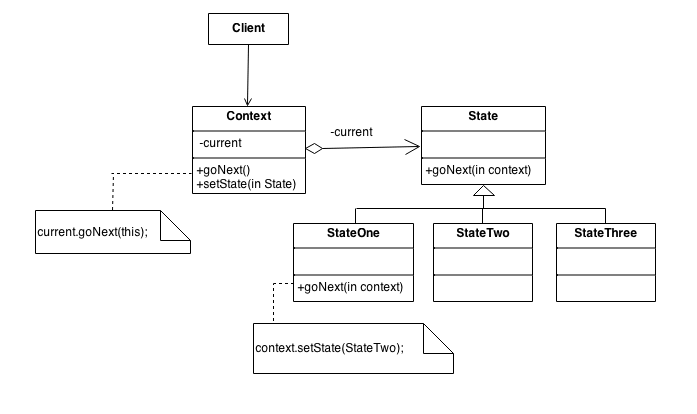 Client
Context
-current
+goNext()
+setState(in State)
-current
State
+goNext(in context)
current.goNext(this);
StateOne
+goNext(in context)
StateTwo
StateThree
context.setState(StateTwo);